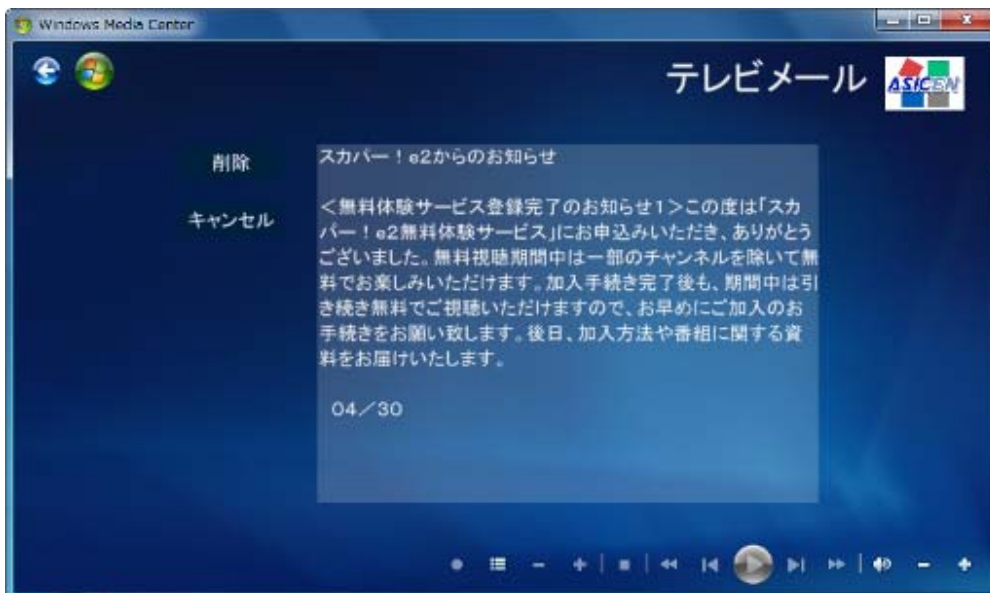 Windows Media Center
テレビメール
ASICEN
削除
キャンセル
スカパー！e2からのお知らせ
＜無料体験サービス登録完了のお知らせ1＞この度は「スカ
パー！e2無料体験サービス」にお申込みいただき、ありがとう
ございました。無料視聴期間中は一部のチャンネルを除いて無
料でお楽しみいただけます。加入手続き完了後も、期間中は引
き続き無料でご視聴いただけますので、お早めにご加入のお
手続きをお願い致します。後日、加入方法や番組に関する資
料をお届けいたします。
04／30